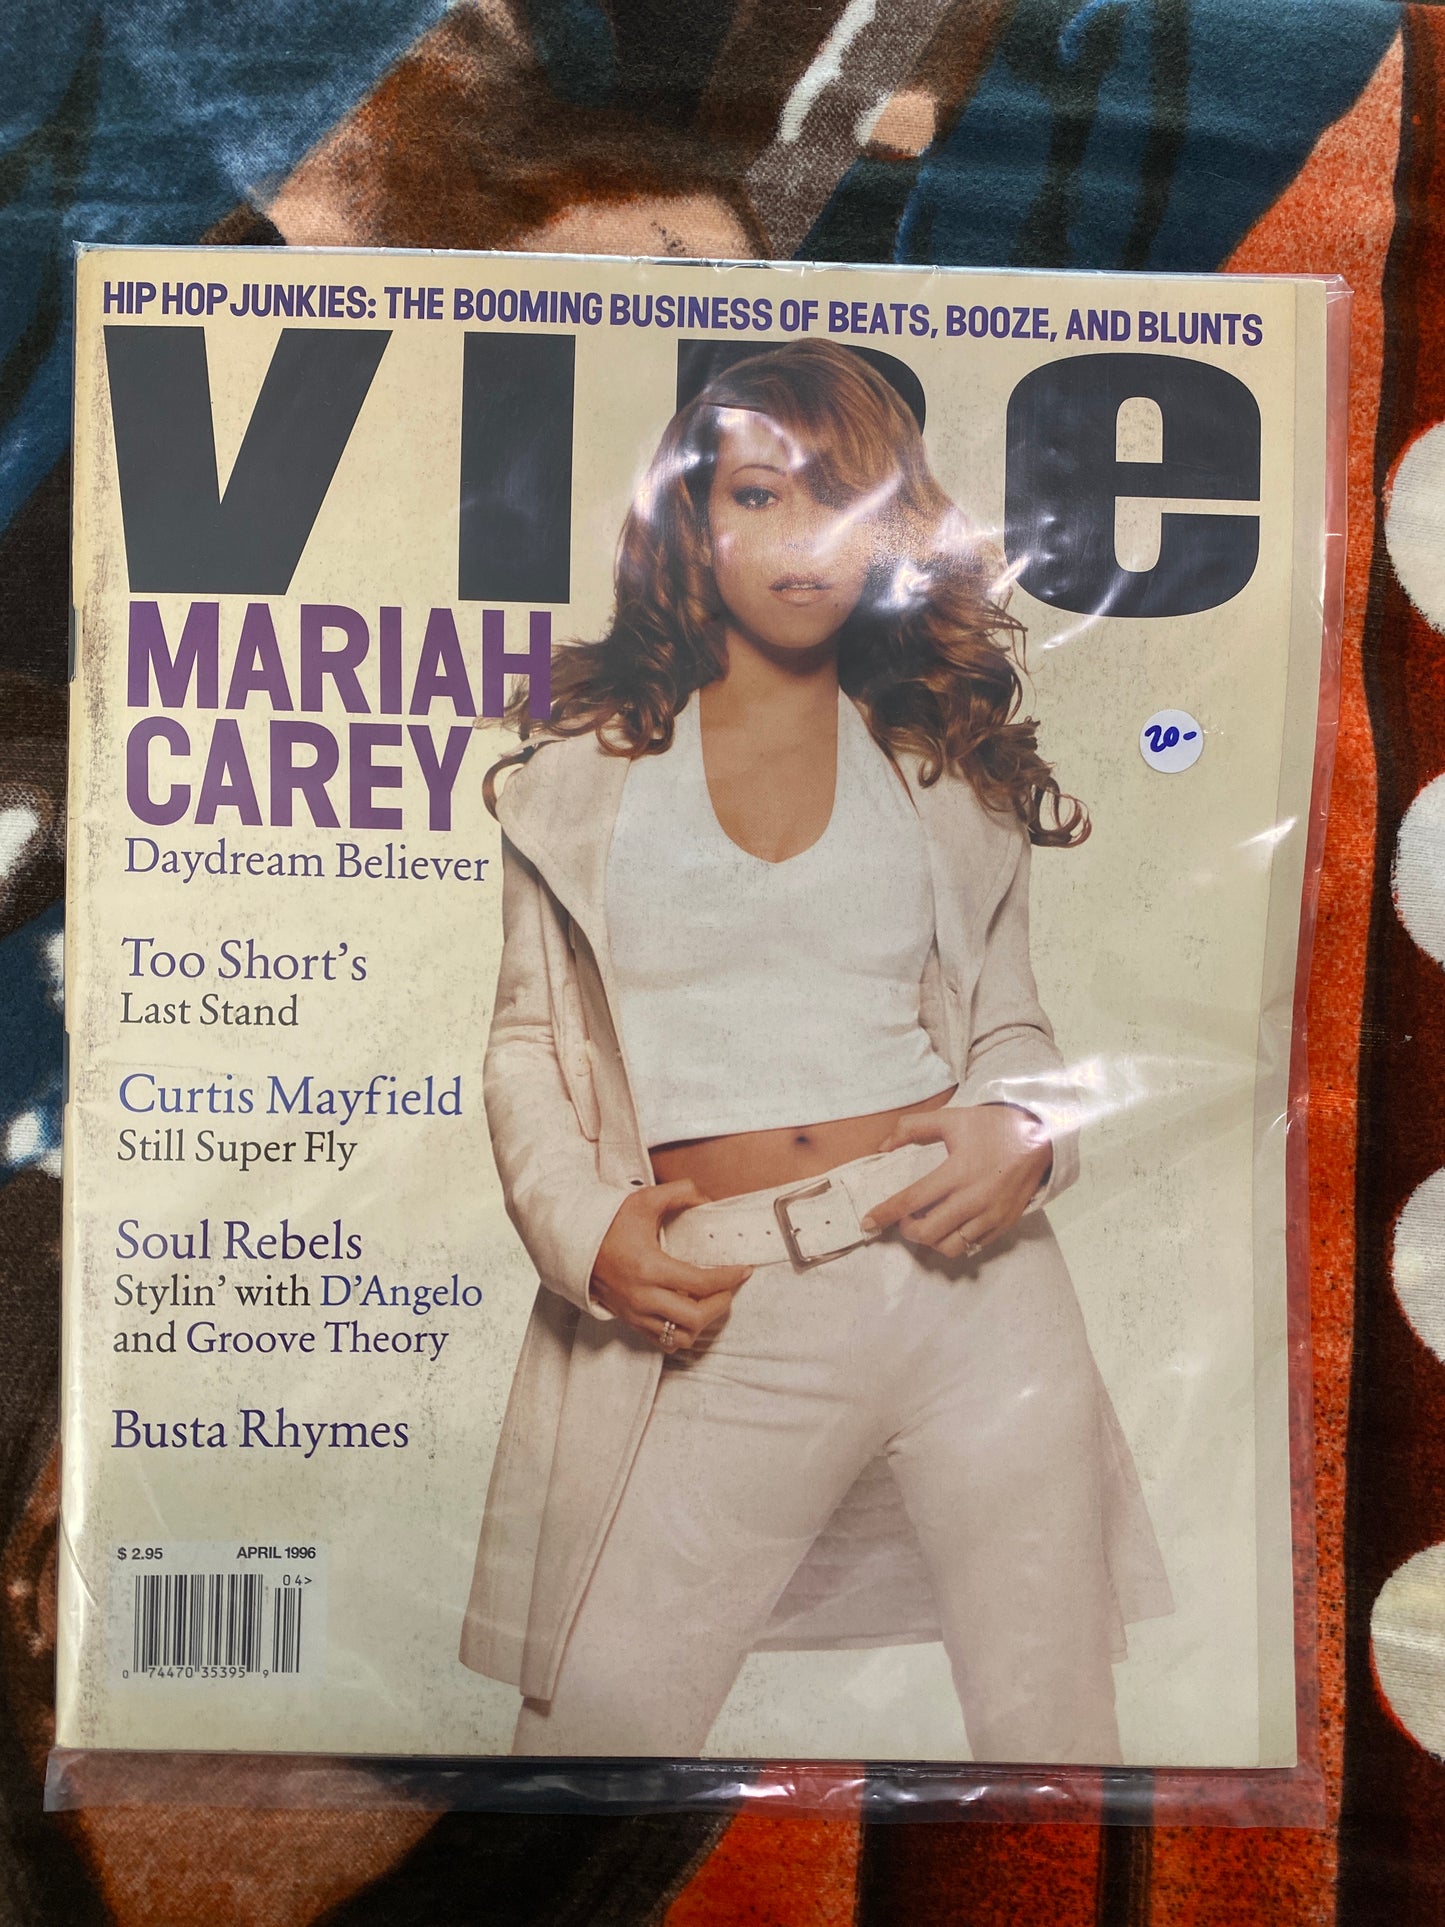 HIP HOP JUNKIES: THE BOOMING BUSINESS OF BEATS, BOOZE, AND BLUNTS
VIBe
MARIAH
CAREY
Daydream Believer
20-
Too Short's
Last Stand
Curtis Mayfield
Still Super Fly
Soul Rebels
Stylin' with D'Angelo
and Groove Theory
Busta Rhymes
$ 2.95 APRIL 1996
04>
0 74470 35395 9